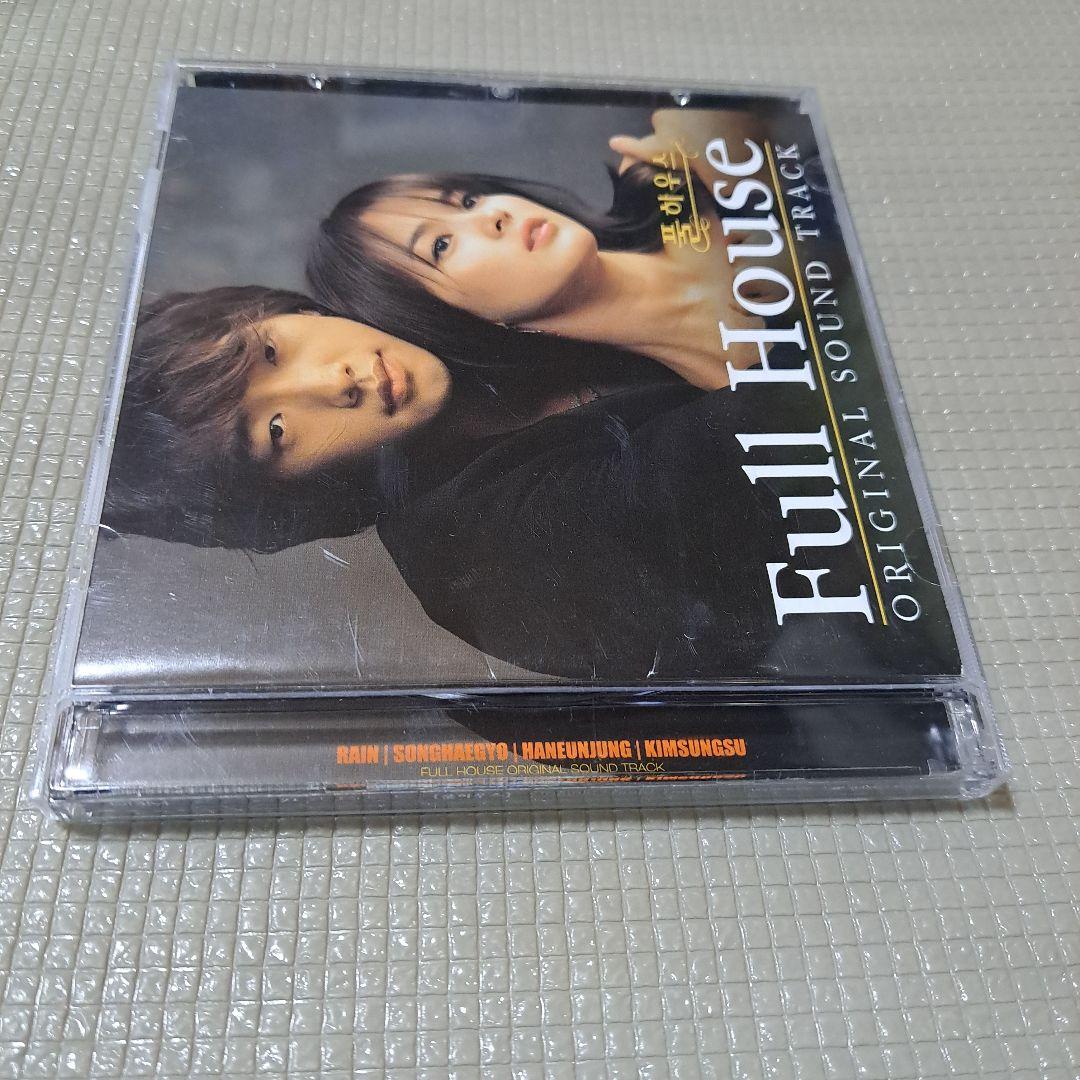 풀하우스
Full House
ORIGINAL SOUND TRACK
RAIN | SONGHAEGYO | HANEUNJUNG | KIMSUNGSU
FULL HOUSE ORIGINAL SOUND TRACK